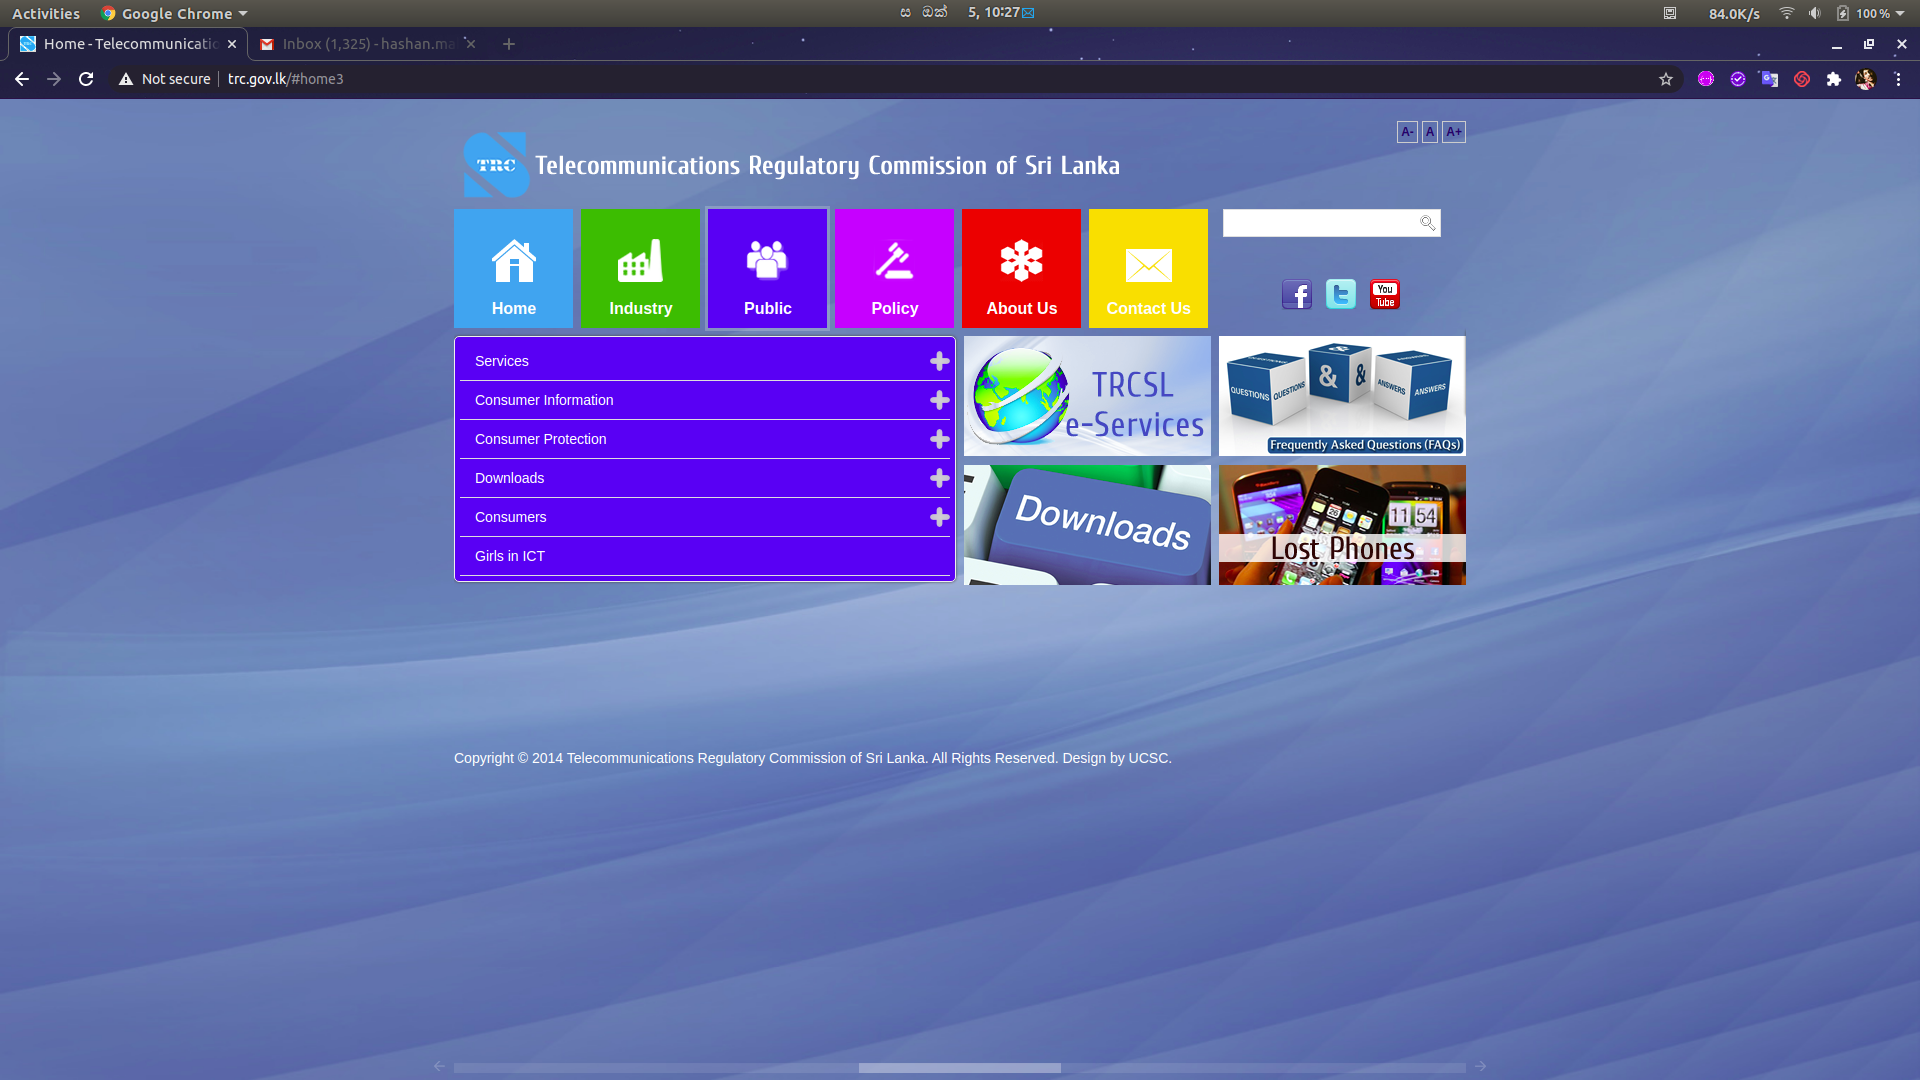 Activities Google Chrome ස ඔක් 5, 10:27 84.0K/s 100 %
Home - Telecommunicatio Inbox (1,325) - hashan.ma
Not secure trc.gov.lk/#home3
A- A A+
TRC Telecommunications Regulatory Commission of Sri Lanka
Home Industry Public Policy About Us Contact Us
You
Tube
Services
Consumer Information
Consumer Protection
Downloads
Consumers
Girls in ICT
TRCSL
e-Services
QUESTIONS QUESTIONS & & ANSWERS ANSWERS
Frequently Asked Questions (FAQs)
Downloads
11 54
Lost Phones
Copyright © 2014 Telecommunications Regulatory Commission of Sri Lanka. All Rights Reserved. Design by UCSC.